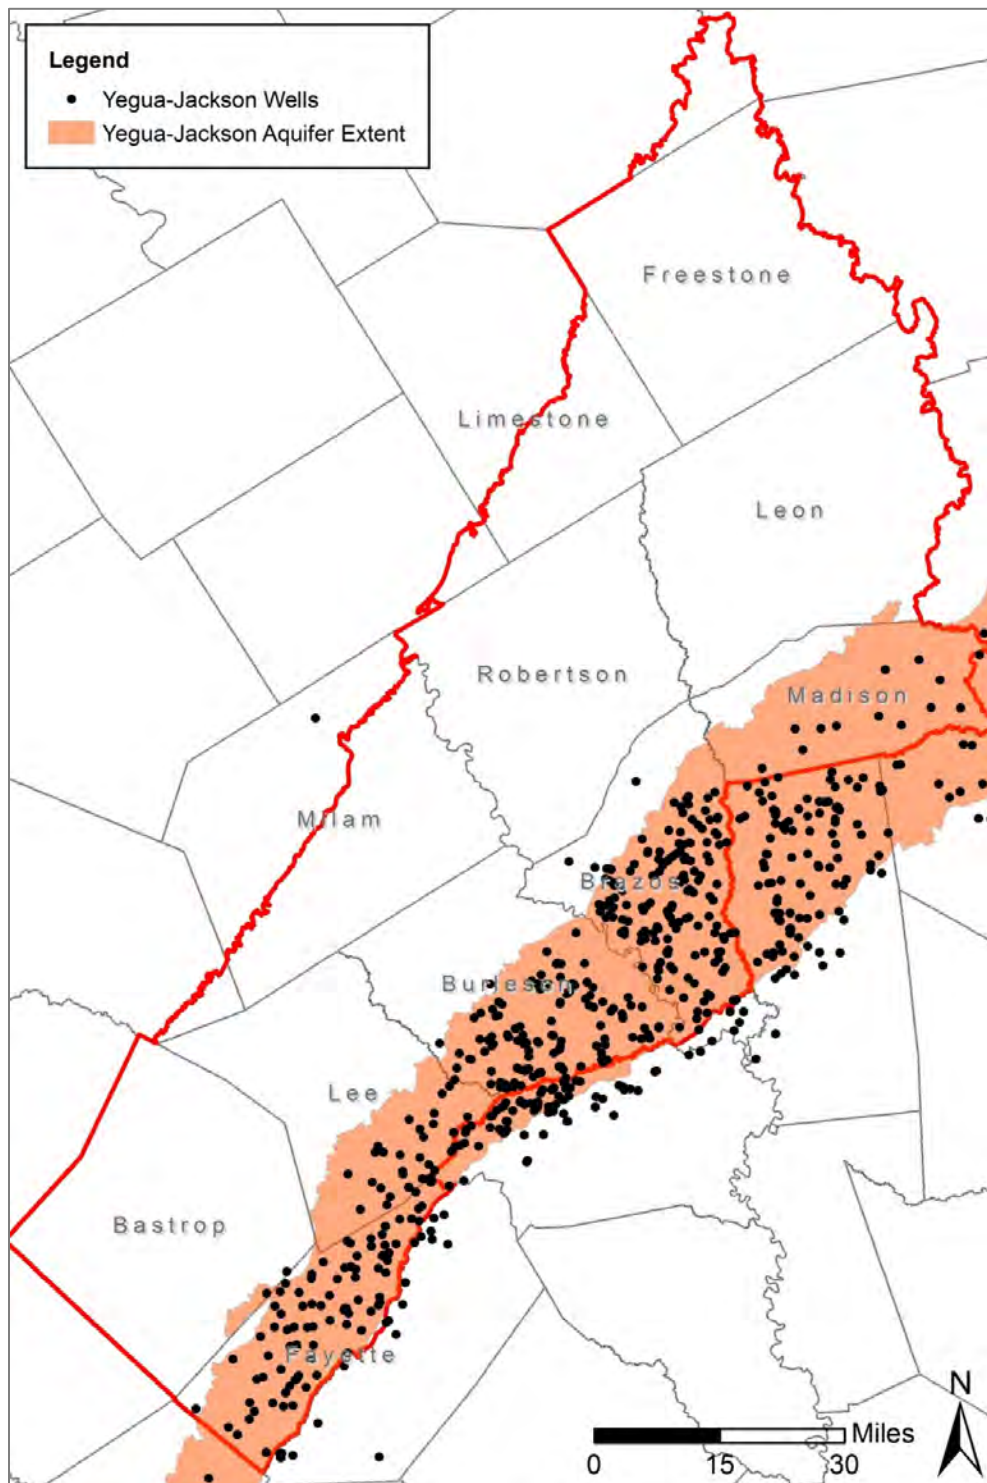 Legend
Yegua-Jackson Wells
Yegua-Jackson Aquifer Extent
Freestone
Limestone
Leon
Robertson
Madison
Milam
Brazos
Burleson
Lee
Bastrop
Fayette
N
Miles
0 15 30